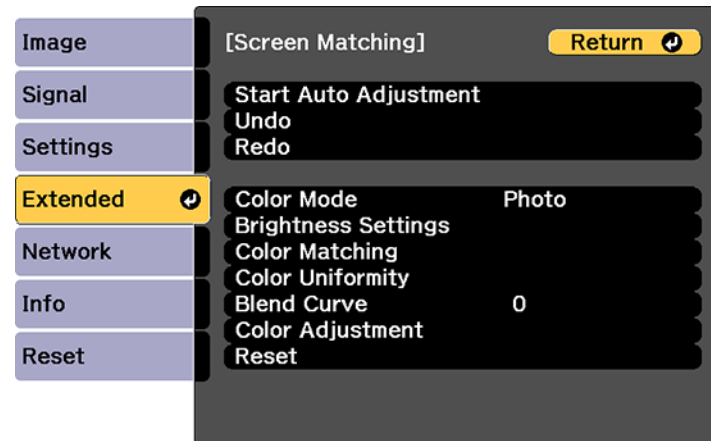 Image
Signal
Settings
Extended
Network
Info
Reset
[Screen Matching]
Return
Start Auto Adjustment
Undo
Redo
Color Mode Photo
Brightness Settings
Color Matching
Color Uniformity
Blend Curve 0
Color Adjustment
Reset